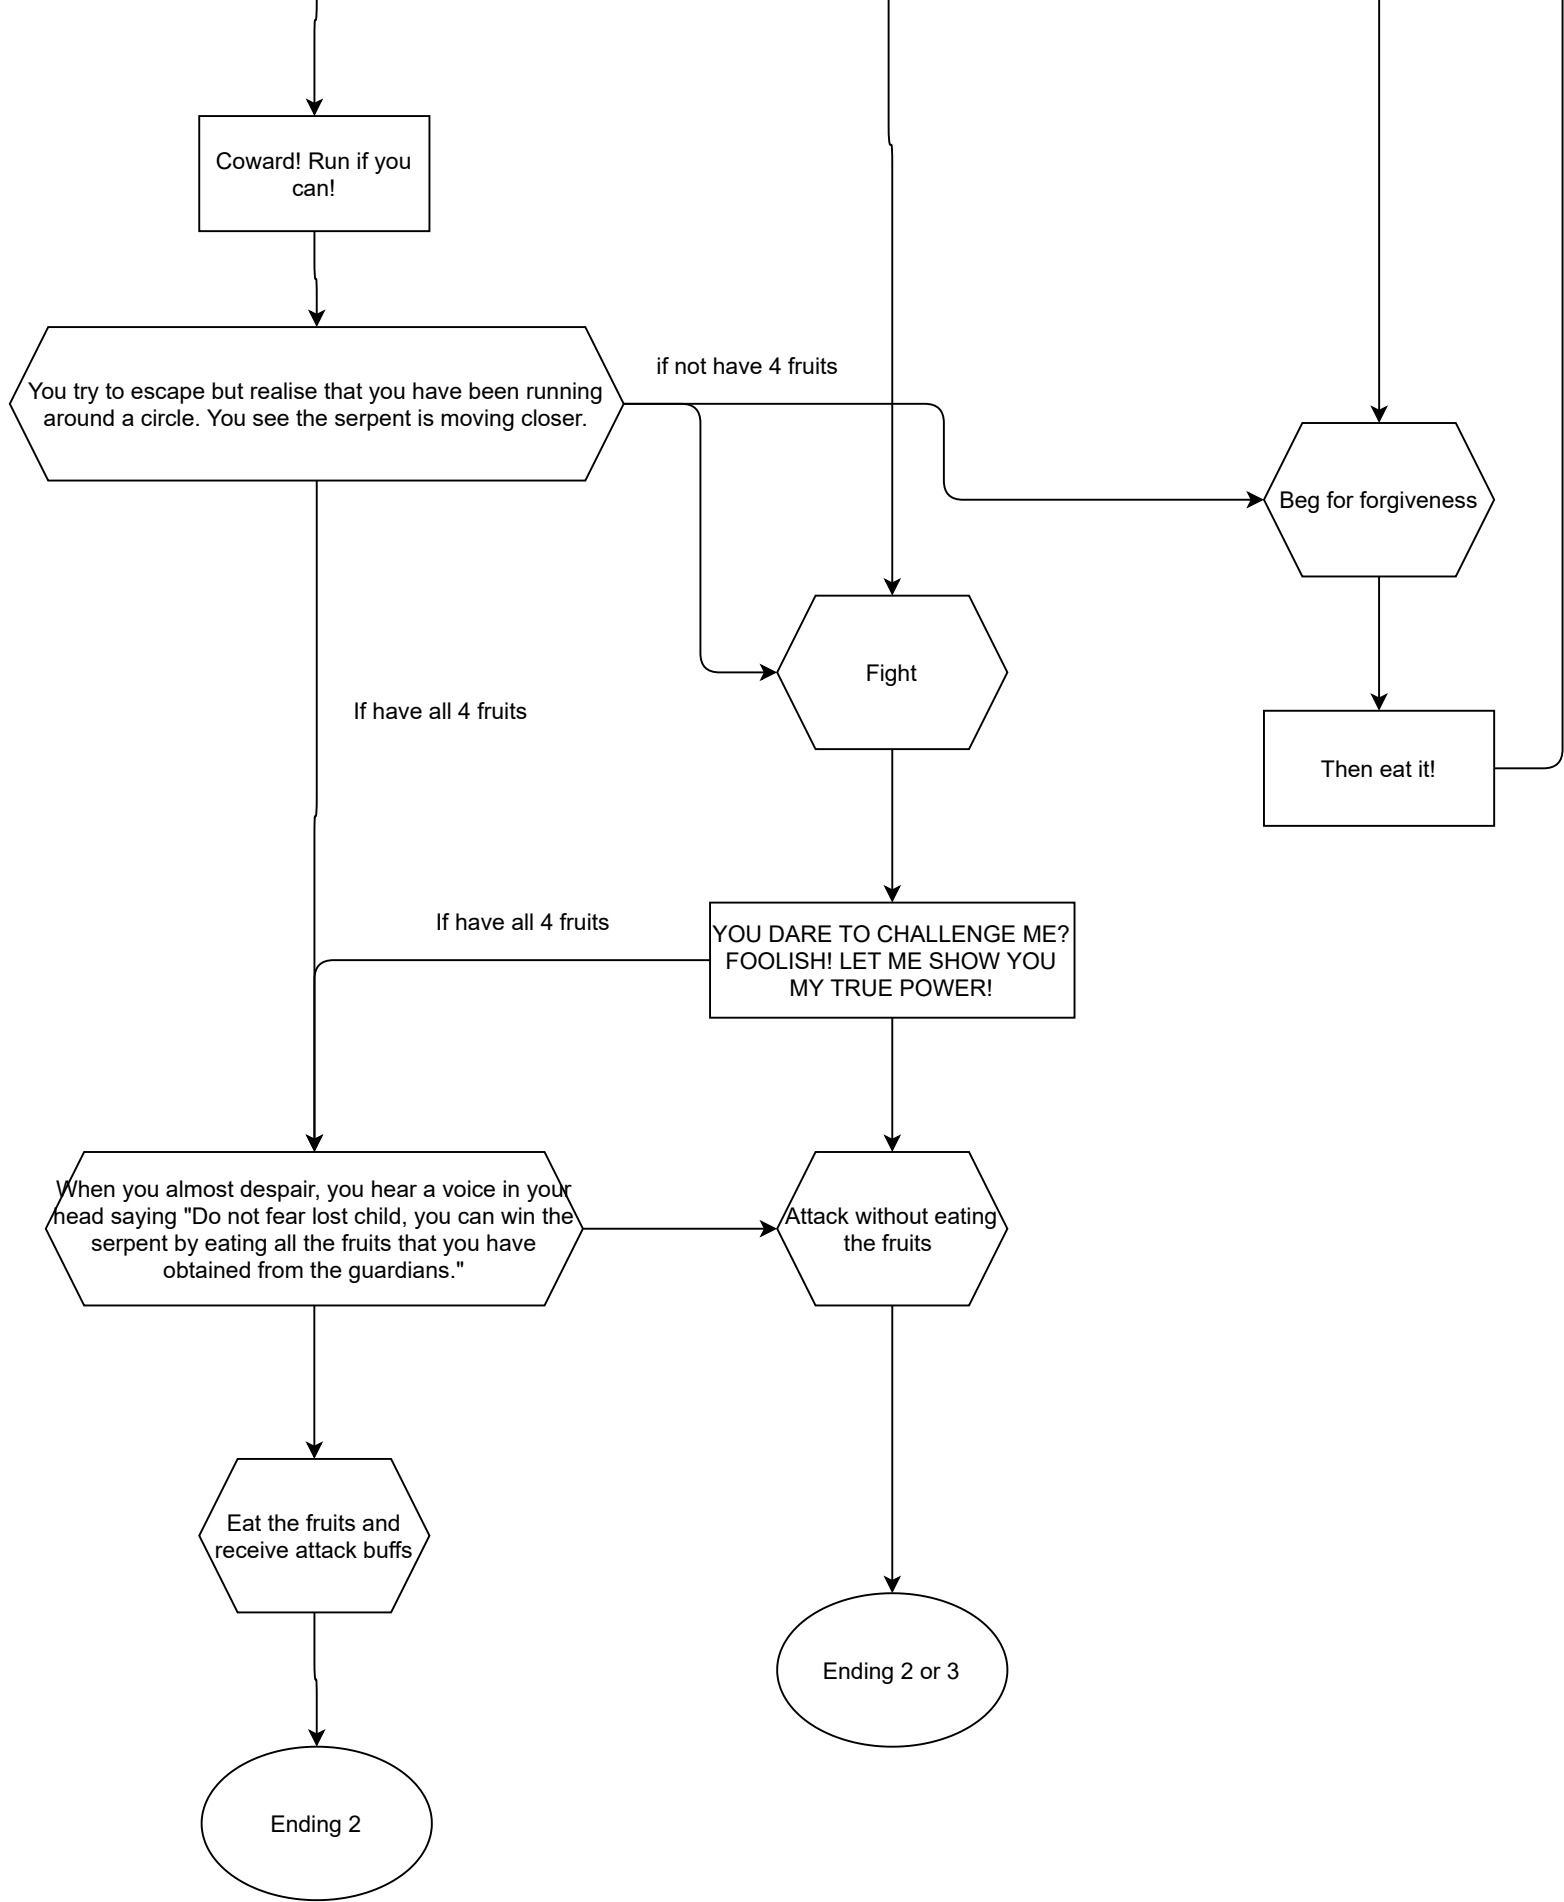 Coward! Run if you
can!
You try to escape but realise that you have been running
around a circle. You see the serpent is moving closer.
if not have 4 fruits
Beg for forgiveness
Fight
If have all 4 fruits
Then eat it!
If have all 4 fruits
YOU DARE TO CHALLENGE ME?
FOOLISH! LET ME SHOW YOU
MY TRUE POWER!
When you almost despair, you hear a voice in your
head saying "Do not fear lost child, you can win the
serpent by eating all the fruits that you have
obtained from the guardians."
Attack without eating
the fruits
Eat the fruits and
receive attack buffs
Ending 2 or 3
Ending 2